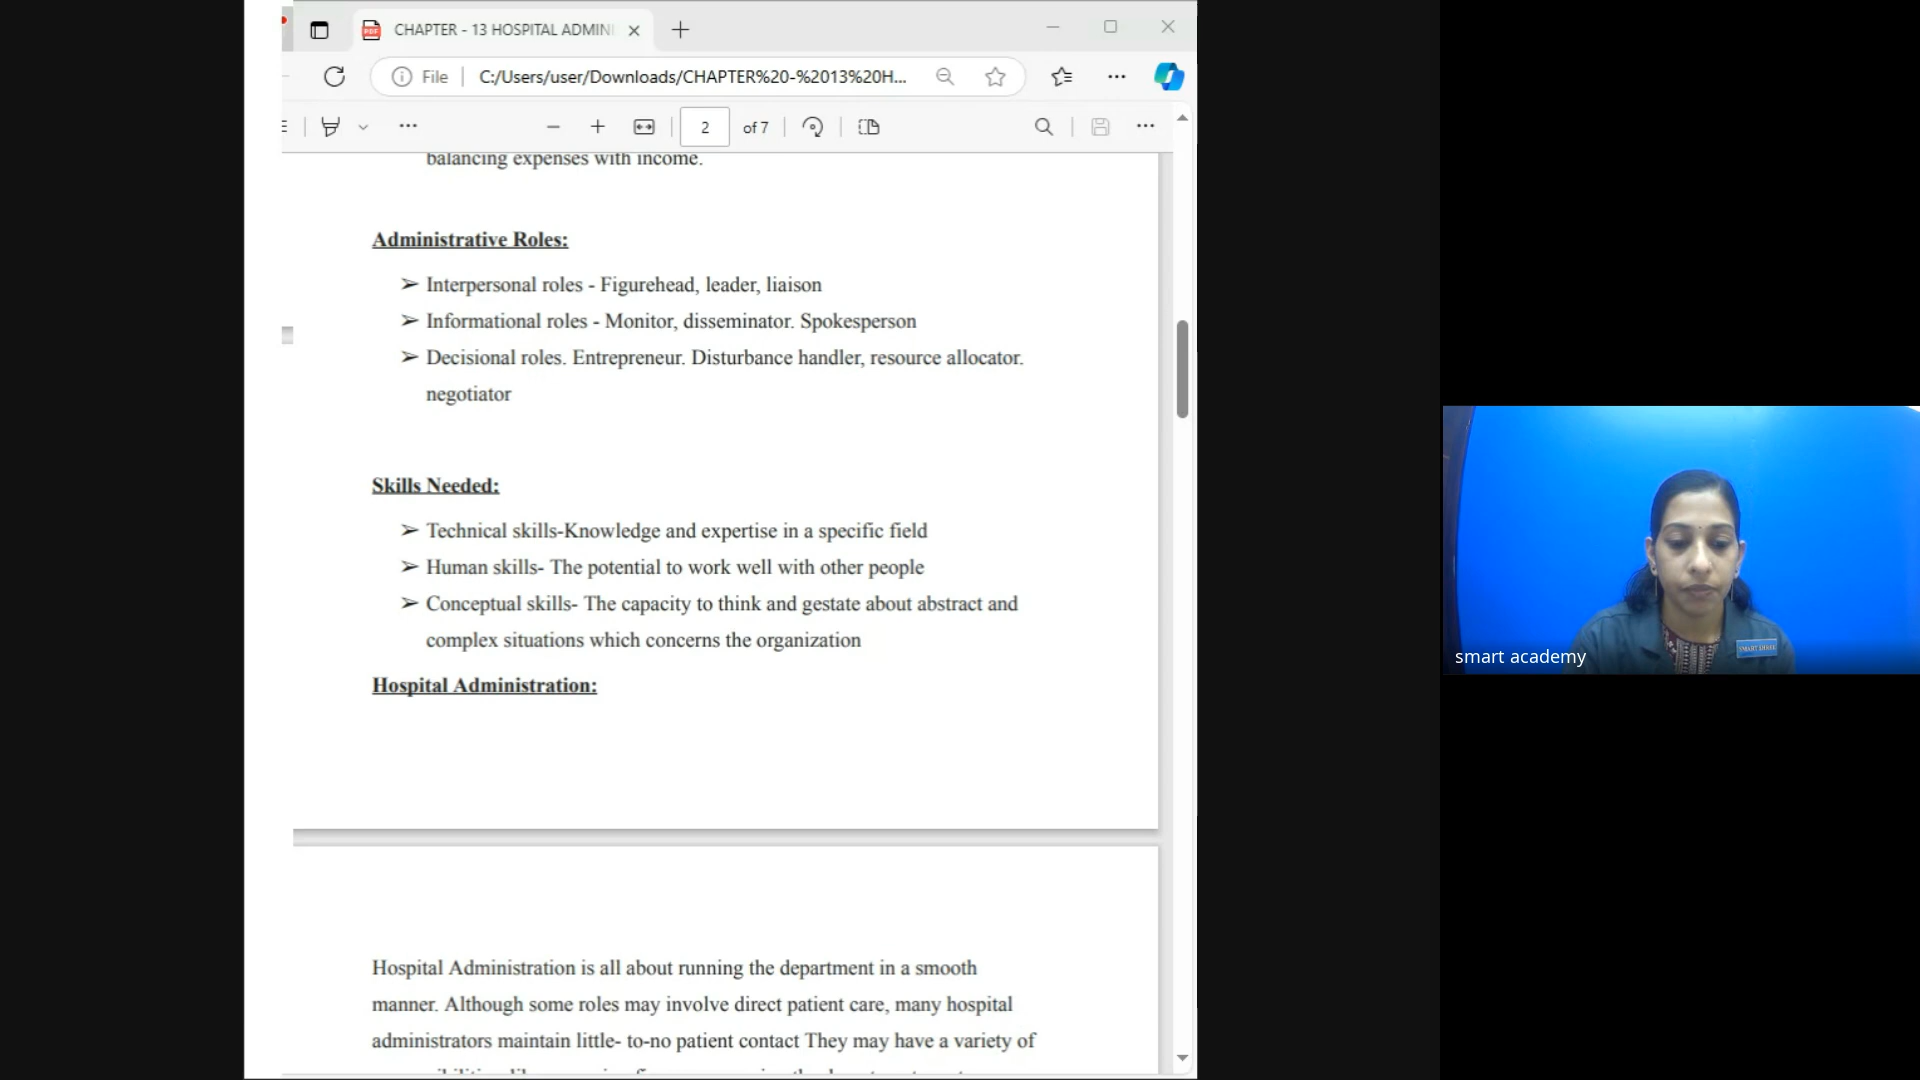 CHAPTER - 13 HOSPITAL ADMIN
File
C:/Users/user/Downloads/CHAPTER%20-%2013%20H...
2 of 7
balancing expenses with income.
Administrative Roles:
➢ Interpersonal roles - Figurehead, leader, liaison
➢ Informational roles - Monitor, disseminator. Spokesperson
➢ Decisional roles. Entrepreneur. Disturbance handler, resource allocator.
negotiator
Skills Needed:
➢ Technical skills-Knowledge and expertise in a specific field
➢ Human skills- The potential to work well with other people
➢ Conceptual skills- The capacity to think and gestate about abstract and
complex situations which concerns the organization
Hospital Administration:
Hospital Administration is all about running the department in a smooth
manner. Although some roles may involve direct patient care, many hospital
administrators maintain little- to-no patient contact They may have a variety of
smart academy